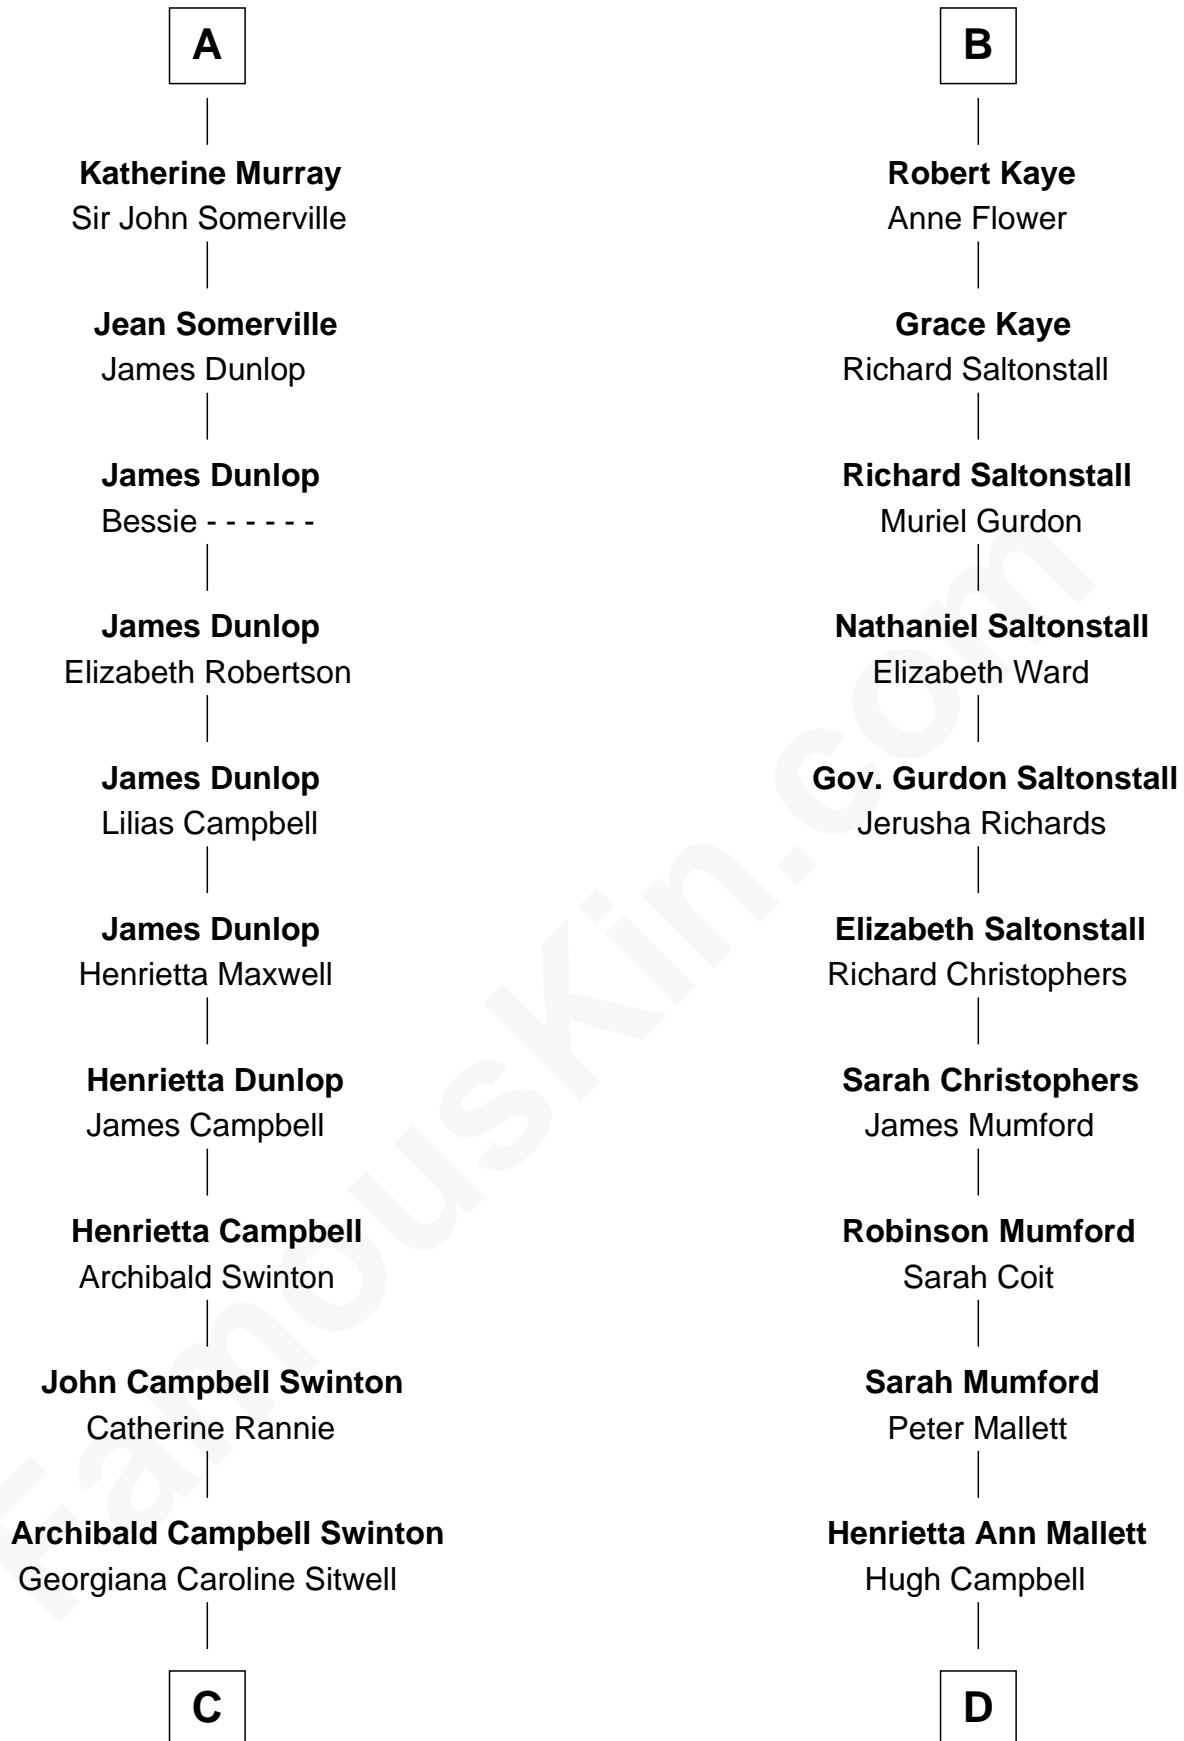 A
Katherine Murray
Sir John Somerville
Jean Somerville
James Dunlop
James Dunlop
Bessie - - - - - -
James Dunlop
Elizabeth Robertson
James Dunlop
Lilias Campbell
James Dunlop
Henrietta Maxwell
Henrietta Dunlop
James Campbell
Henrietta Campbell
Archibald Swinton
John Campbell Swinton
Catherine Rannie
Archibald Campbell Swinton
Georgiana Caroline Sitwell
C
B
Robert Kaye
Anne Flower
Grace Kaye
Richard Saltonstall
Richard Saltonstall
Muriel Gurdon
Nathaniel Saltonstall
Elizabeth Ward
Gov. Gurdon Saltonstall
Jerusha Richards
Elizabeth Saltonstall
Richard Christophers
Sarah Christophers
James Mumford
Robinson Mumford
Sarah Coit
Sarah Mumford
Peter Mallett
Henrietta Ann Mallett
Hugh Campbell
D
FamousKin.com